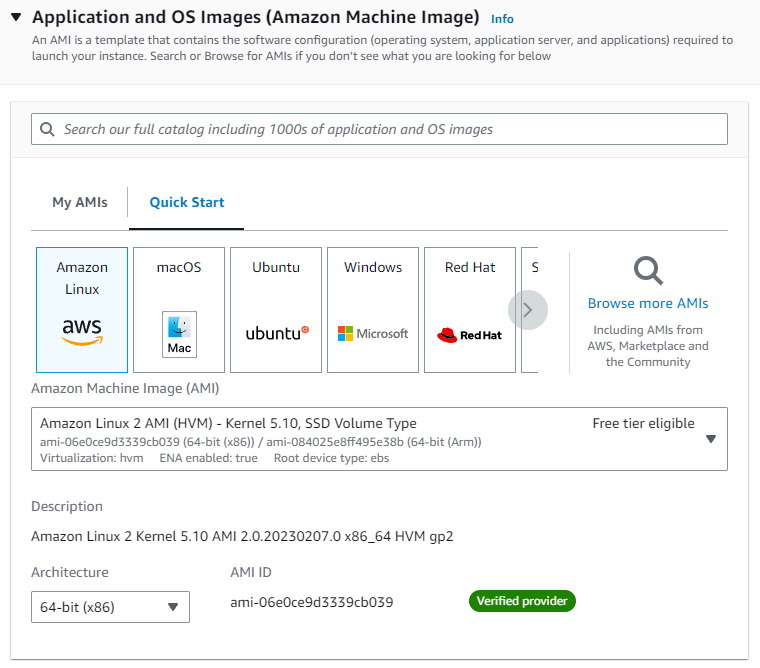 Application and OS Images (Amazon Machine Image) Info
An AMI is a template that contains the software configuration (operating system, application server, and applications) required to
launch your instance. Search or Browse for AMIs if you don't see what you are looking for below
Search our full catalog including 1000s of application and OS images
My AMIs
Quick Start
Amazon
Linux
aws
macOS
Mac
Ubuntu
ubuntu
Windows
Microsoft
Red Hat
Red Hat
S
Browse more AMIs
Including AMIs from
AWS, Marketplace and
the Community
Amazon Machine Image (AMI)
Amazon Linux 2 AMI (HVM) - Kernel 5.10, SSD Volume Type
Free tier eligible
ami-06e0ce9d3339cb039 (64-bit (x86)) / ami-084025e8ff495e38b (64-bit (Arm))
Virtualization: hvm ENA enabled: true Root device type: ebs
Description
Amazon Linux 2 Kernel 5.10 AMI 2.0.20230207.0 x86_64 HVM gp2
Architecture
AMI ID
64-bit (x86)
ami-06e0ce9d3339cb039
Verified provider